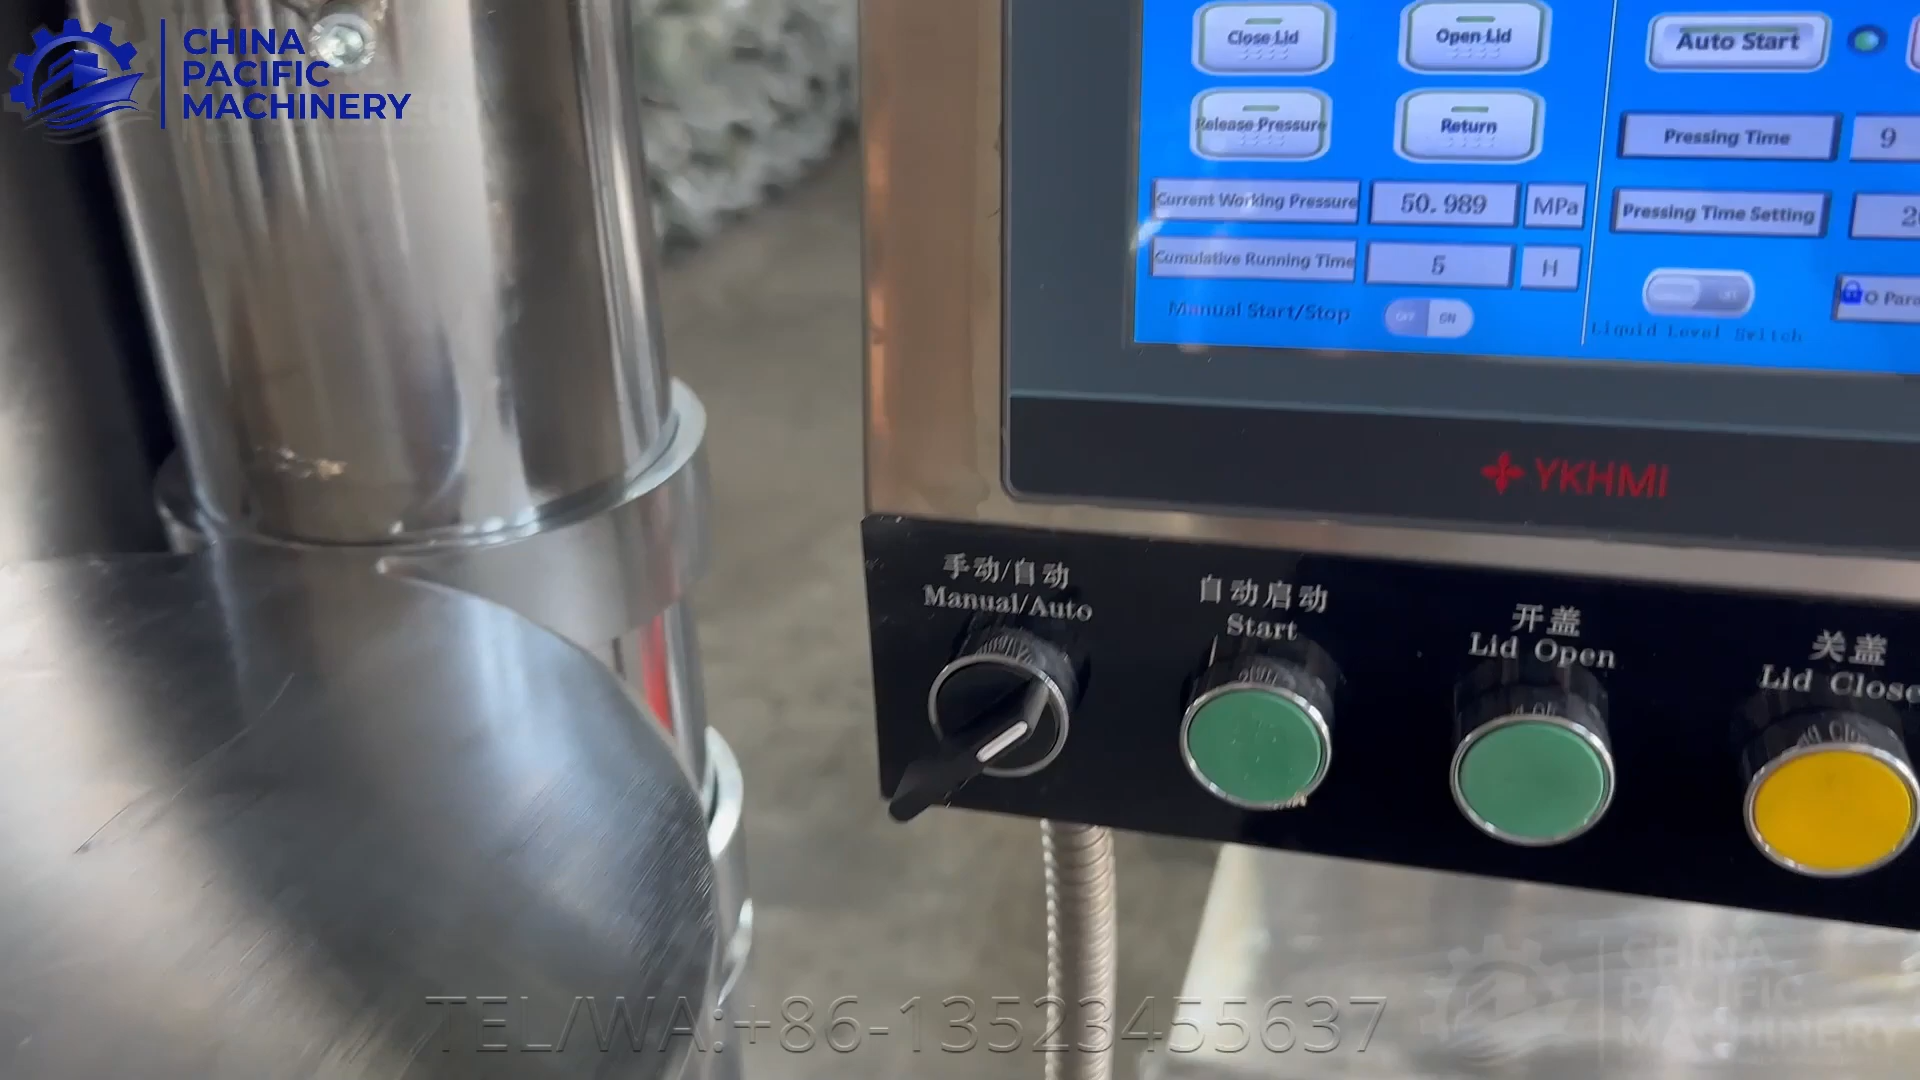 CHINA
PACIFIC
MACHINERY
Close Lid
Open Lid
Auto Start
Release Pressure
Return
Pressing Time
9
Current Working Pressure
50.989
MPa
Pressing Time Setting
Cumulative Running Time
5
H
Manual Start/Stop
OFF
ON
Liquid Level Switch
YKHMI
手动/自动
Manual/Auto
自动启动
Start
开盖
Lid Open
关盖
Lid Close
TEL/WA:+86-13523455637
CHINA
PACIFIC
MACHINERY